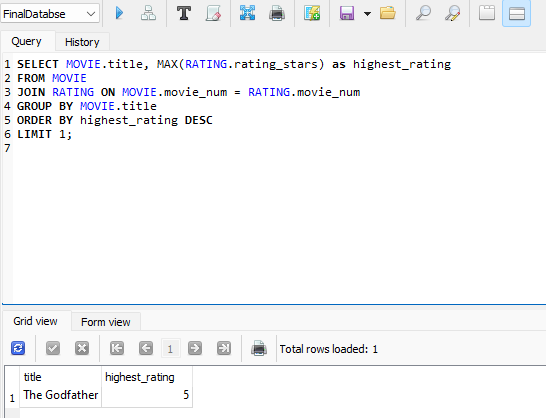 FinalDatabse
Query History
1 SELECT MOVIE.title, MAX(RATING.rating_stars) as highest_rating
2 FROM MOVIE
3 JOIN RATING ON MOVIE.movie_num = RATING.movie_num
4 GROUP BY MOVIE.title
5 ORDER BY highest_rating DESC
6 LIMIT 1;
7
Grid view Form view
1 Total rows loaded: 1
title highest_rating
1 The Godfather 5